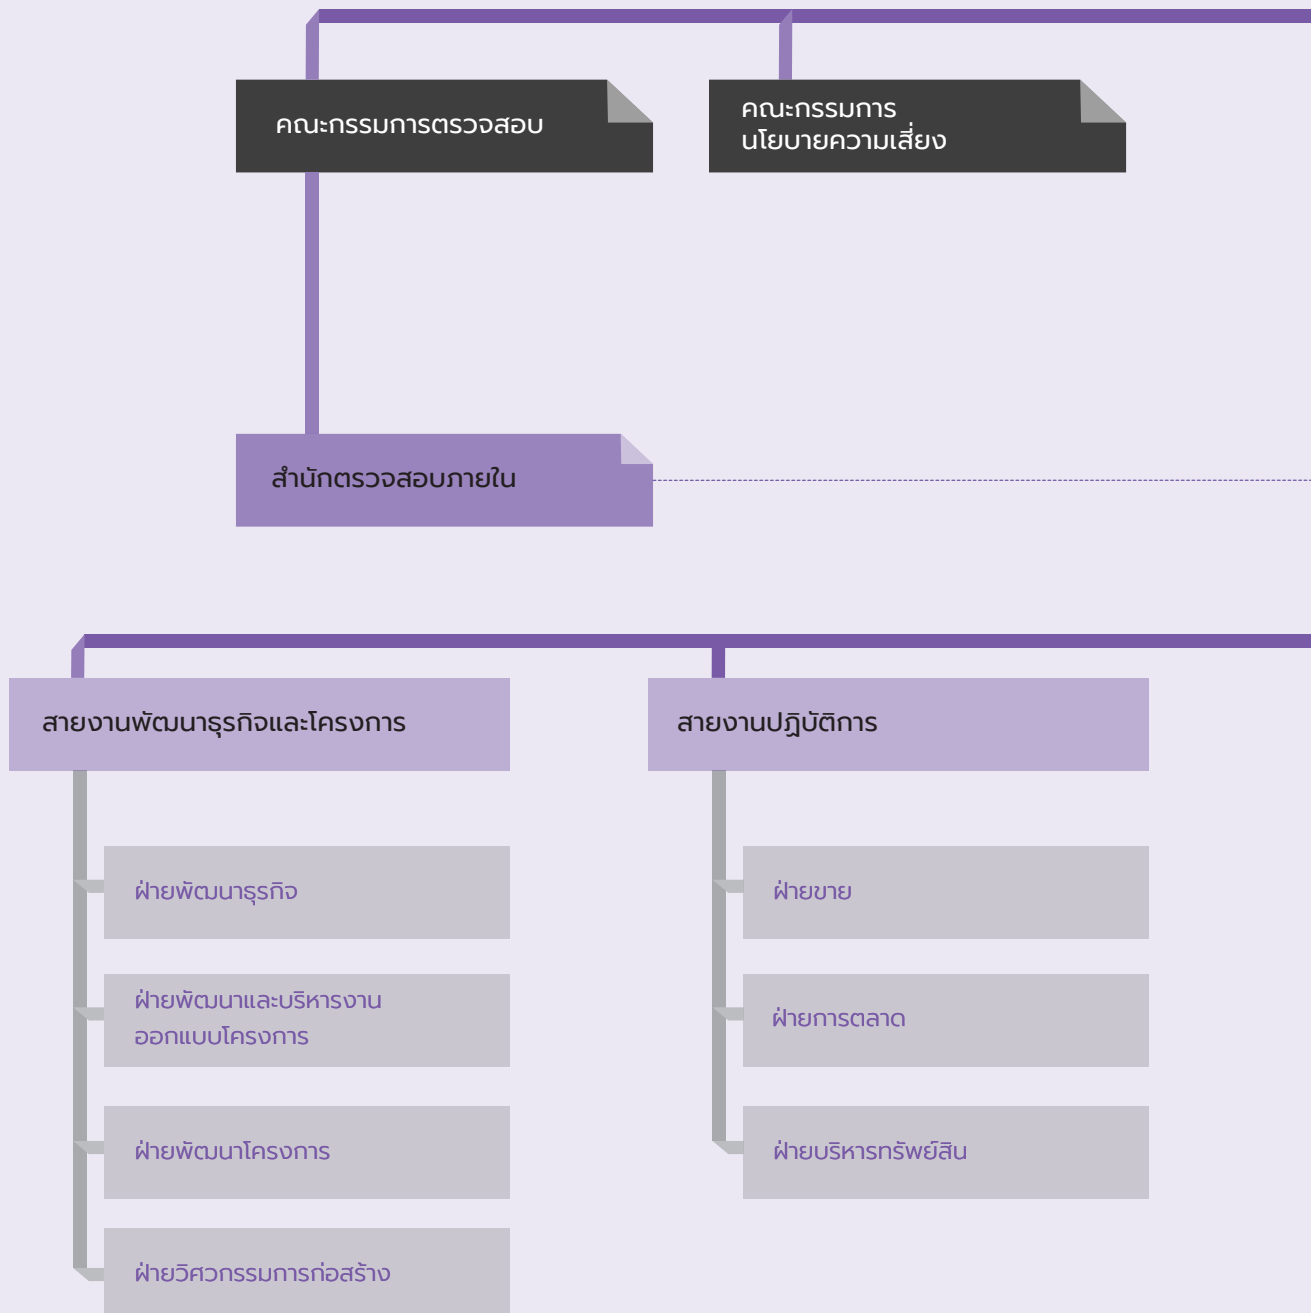 คณะกรรมการตรวจสอบ
คณะกรรมการ
นโยบายความเสี่ยง
สำนักตรวจสอบภายใน
สายงานพัฒนาธุรกิจและโครงการ
สายงานปฏิบัติการ
ฝ่ายพัฒนาธุรกิจ
ฝ่ายพัฒนาและบริหารงาน
ออกแบบโครงการ
ฝ่ายพัฒนาโครงการ
ฝ่ายวิศวกรรมการก่อสร้าง
ฝ่ายขาย
ฝ่ายการตลาด
ฝ่ายบริหารทรัพย์สิน